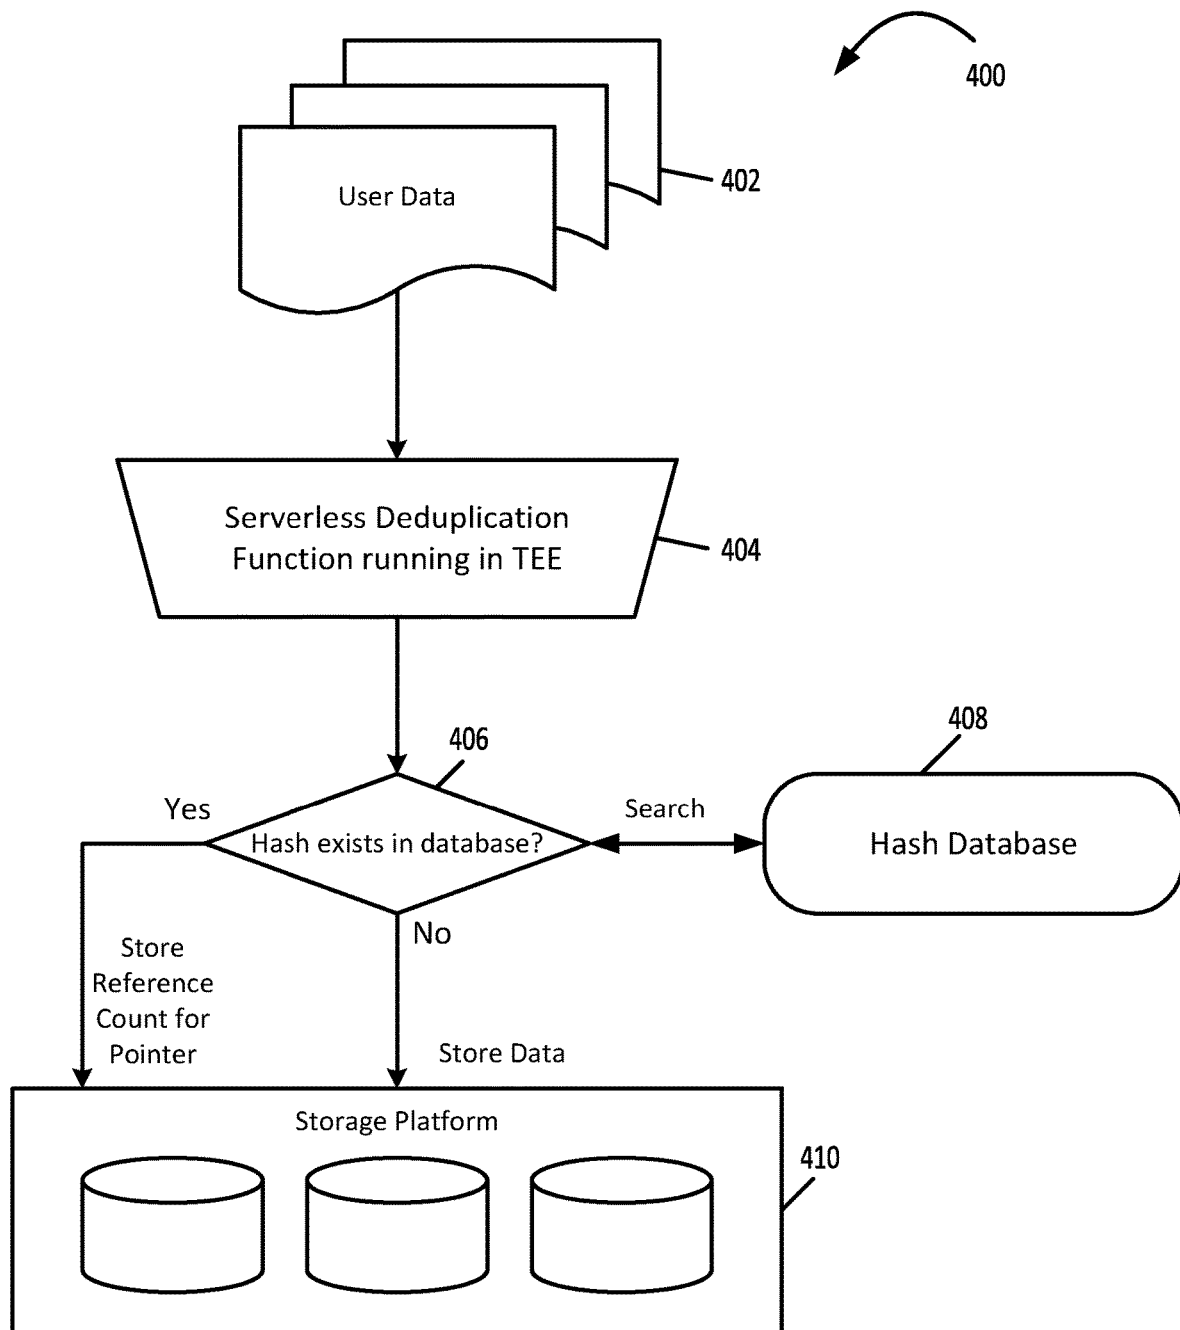 400
402
User Data
Serverless Deduplication
Function running in TEE
404
406
408
Yes
Search
Hash exists in database?
Hash Database
No
Store
Reference
Count for
Pointer
Store Data
Storage Platform
410